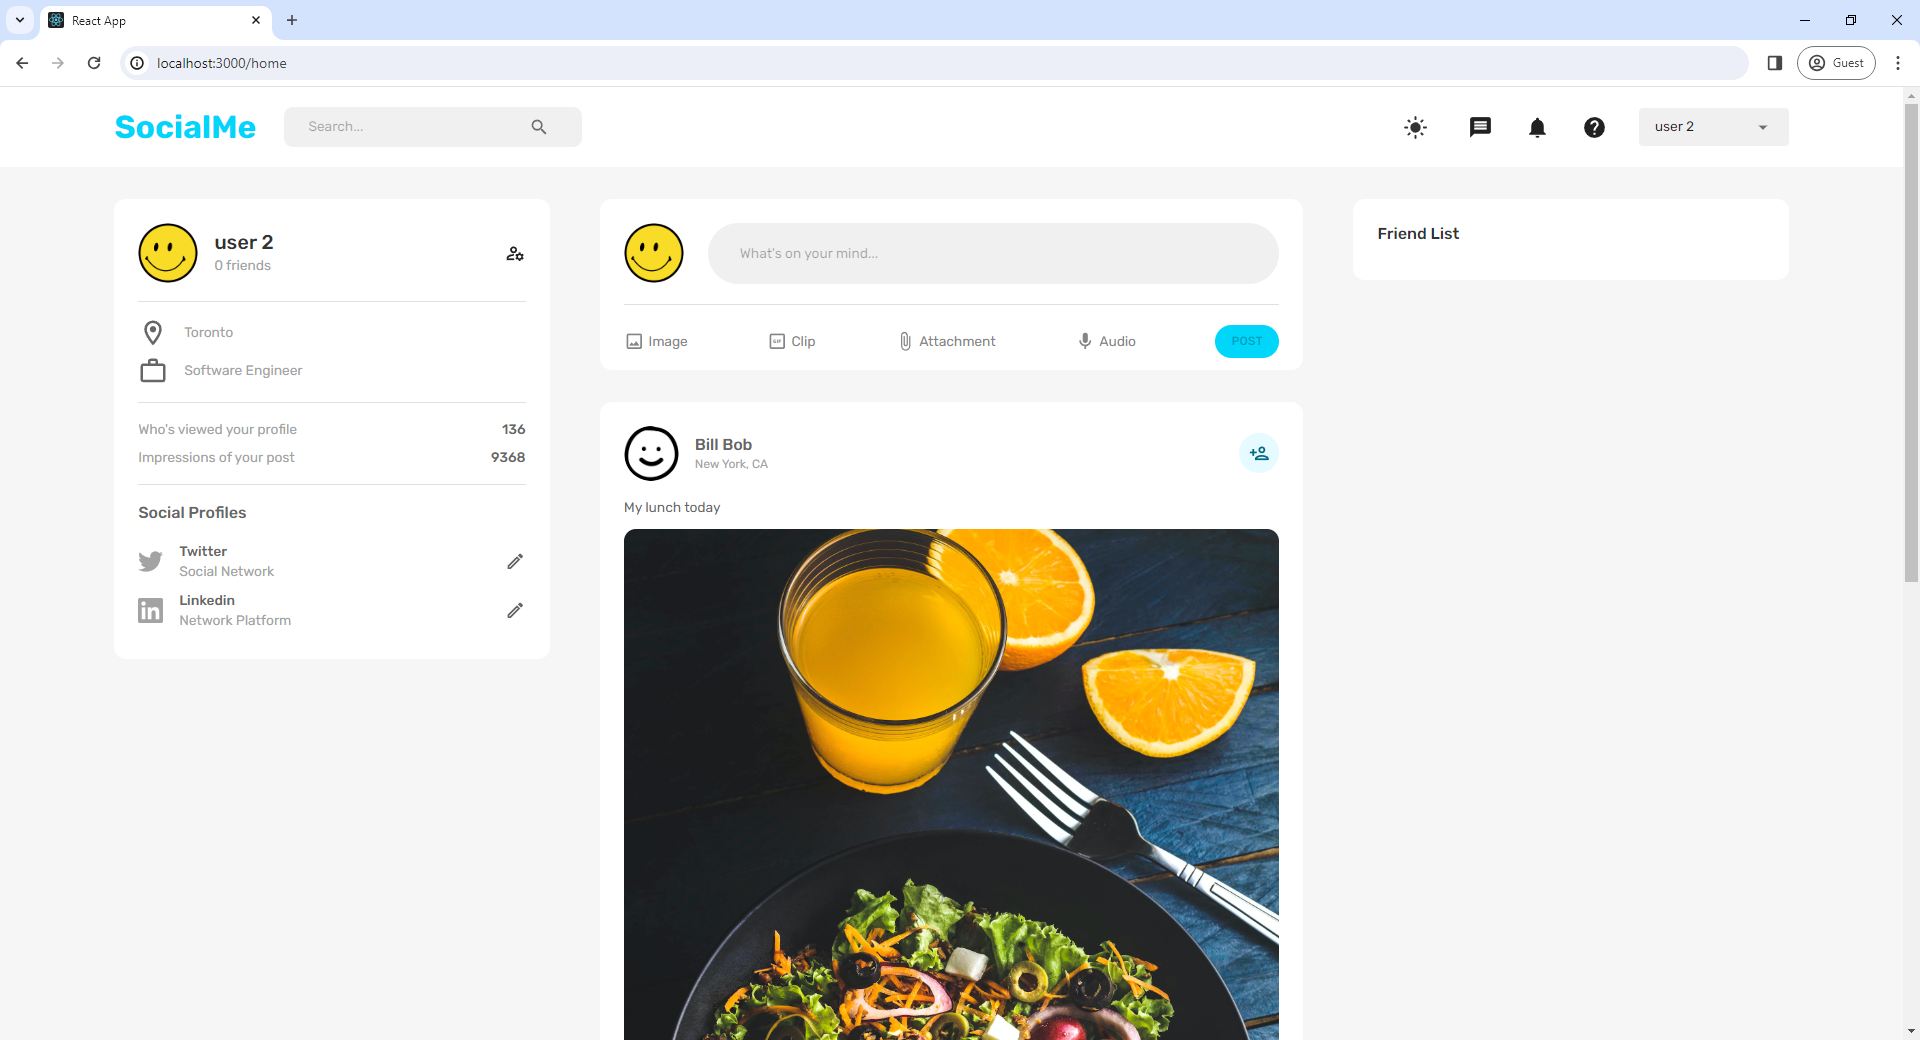 React App
localhost:3000/home
Guest
SocialMe
Search...
user 2
user 2
0 friends
Toronto
Software Engineer
Who's viewed your profile 136
Impressions of your post 9368
Social Profiles
Twitter
Social Network
Linkedin
Network Platform
What's on your mind...
Image
GIF
Clip
Attachment
Audio
POST
Bill Bob
New York, CA
My lunch today
Friend List